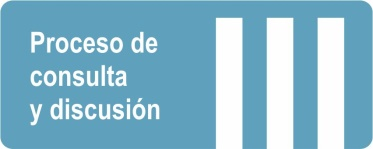 Proceso de
consulta
y discusión